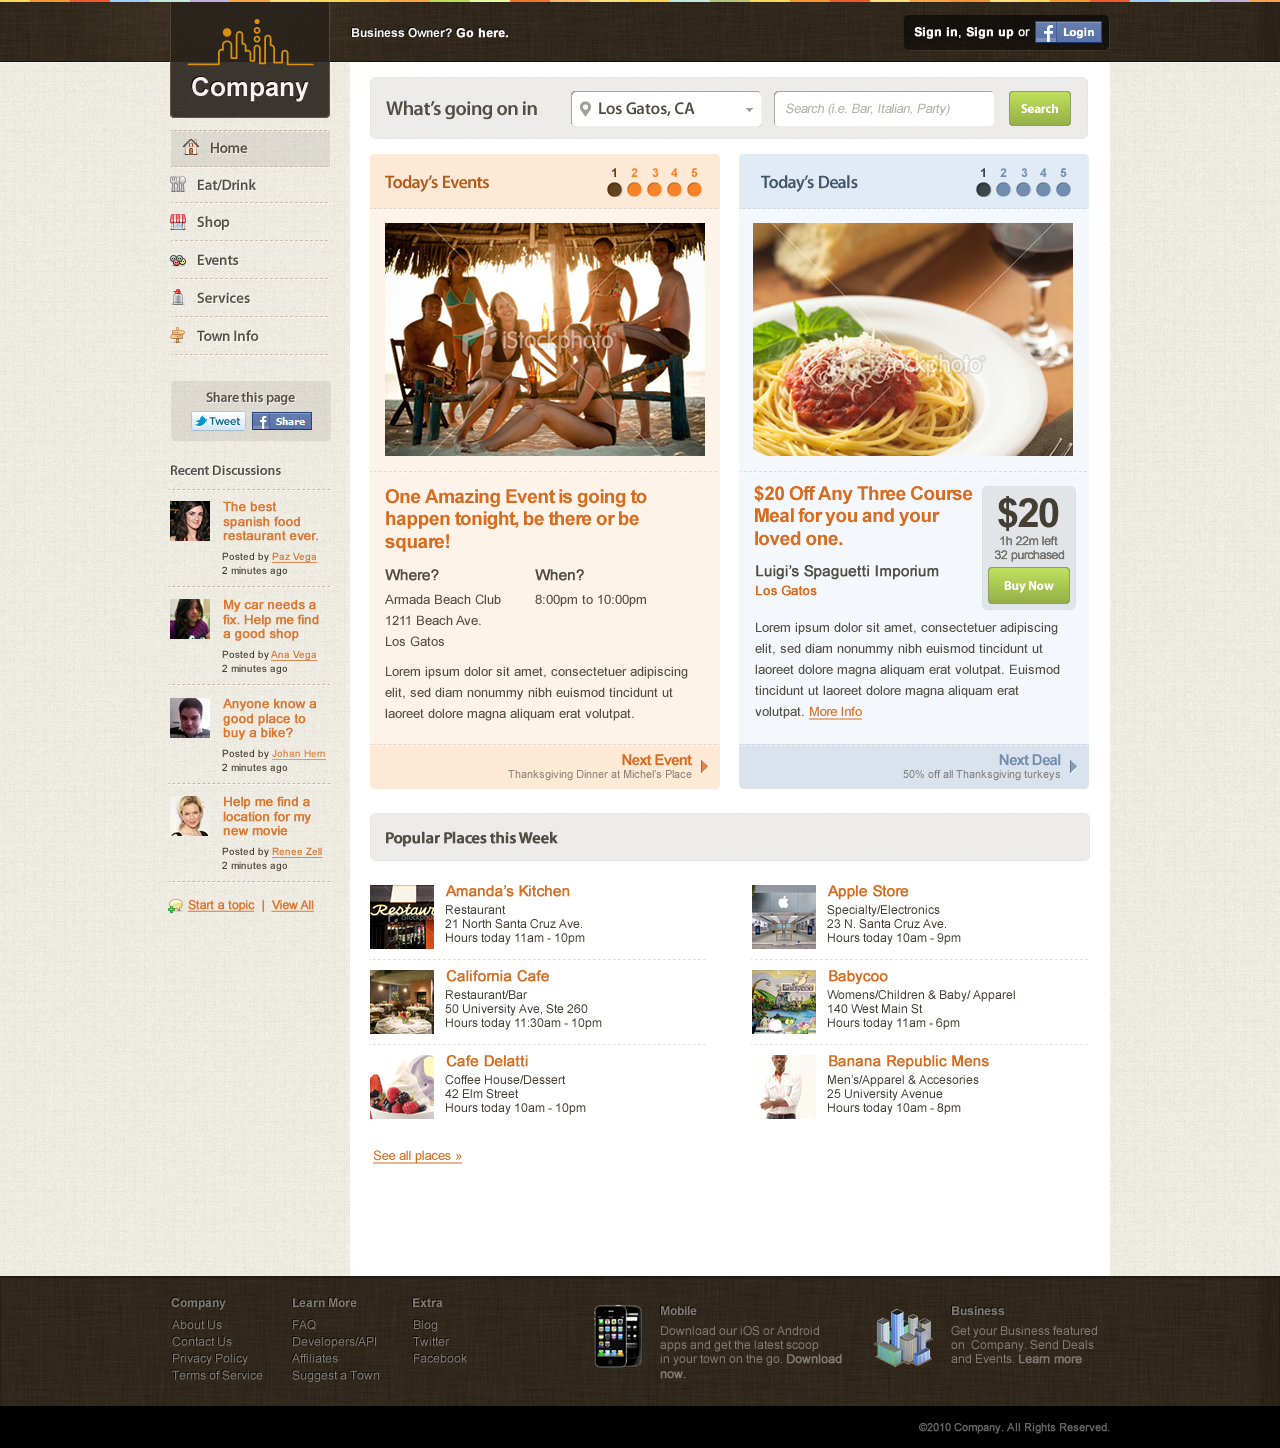 Business Owner? Go here.
Sign in, Sign up or
f Login
Company
What's going on in
Los Gatos, CA
Search (i.e. Bar, Italian, Party)
Search
Home
Eat/Drink
Shop
Events
Services
Town Info
Share this page
Tweet
f Share
Recent Discussions
The best
spanish food
restaurant ever.
Posted by Paz Vega
2 minutes ago
My car needs a
fix. Help me find
a good shop
Posted by Ana Vega
2 minutes ago
Anyone know a
good place to
buy a bike?
Posted by Johan Hern
2 minutes ago
Help me find a
location for my
new movie
Posted by Renee Zell
2 minutes ago
Start a topic | View All
Today's Events
1 2 3 4 5
iStockphoto
One Amazing Event is going to
happen tonight, be there or be
square!
Where?
Armada Beach Club
1211 Beach Ave.
Los Gatos
When?
8:00pm to 10:00pm
Lorem ipsum dolor sit amet, consectetuer adipiscing
elit, sed diam nonummy nibh euismod tincidunt ut
laoreet dolore magna aliquam erat volutpat.
Next Event
Thanksgiving Dinner at Michel's Place
Today's Deals
1 2 3 4 5
iStockphoto
$20 Off Any Three Course
Meal for you and your
loved one.
Luigi's Spaguetti Imporium
Los Gatos
$20
1h 22m left
32 purchased
Buy Now
Lorem ipsum dolor sit amet, consectetuer adipiscing
elit, sed diam nonummy nibh euismod tincidunt ut
laoreet dolore magna aliquam erat volutpat. Euismod
tincidunt ut laoreet dolore magna aliquam erat
volutpat. More Info
Next Deal
50% off all Thanksgiving turkeys
Popular Places this Week
Amanda's Kitchen
Restaurant
21 North Santa Cruz Ave.
Hours today 11am - 10pm
Apple Store
Specialty/Electronics
23 N. Santa Cruz Ave.
Hours today 10am - 9pm
California Cafe
Restaurant/Bar
50 University Ave, Ste 260
Hours today 11:30am - 10pm
Babycoo
Babycoo
Womens/Children & Baby/ Apparel
140 West Main St
Hours today 11am - 6pm
Cafe Delatti
Coffee House/Dessert
42 Elm Street
Hours today 10am - 10pm
Banana Republic Mens
Men's/Apparel & Accesories
25 University Avenue
Hours today 10am - 8pm
See all places »
Company
About Us
Contact Us
Privacy Policy
Terms of Service
Learn More
FAQ
Developers/API
Affiliates
Suggest a Town
Extra
Blog
Twitter
Facebook
Mobile
Download our iOS or Android
apps and get the latest scoop
in your town on the go. Download
now.
Business
Get your Business featured
on Company. Send Deals
and Events. Learn more
©2010 Company. All Rights Reserved.